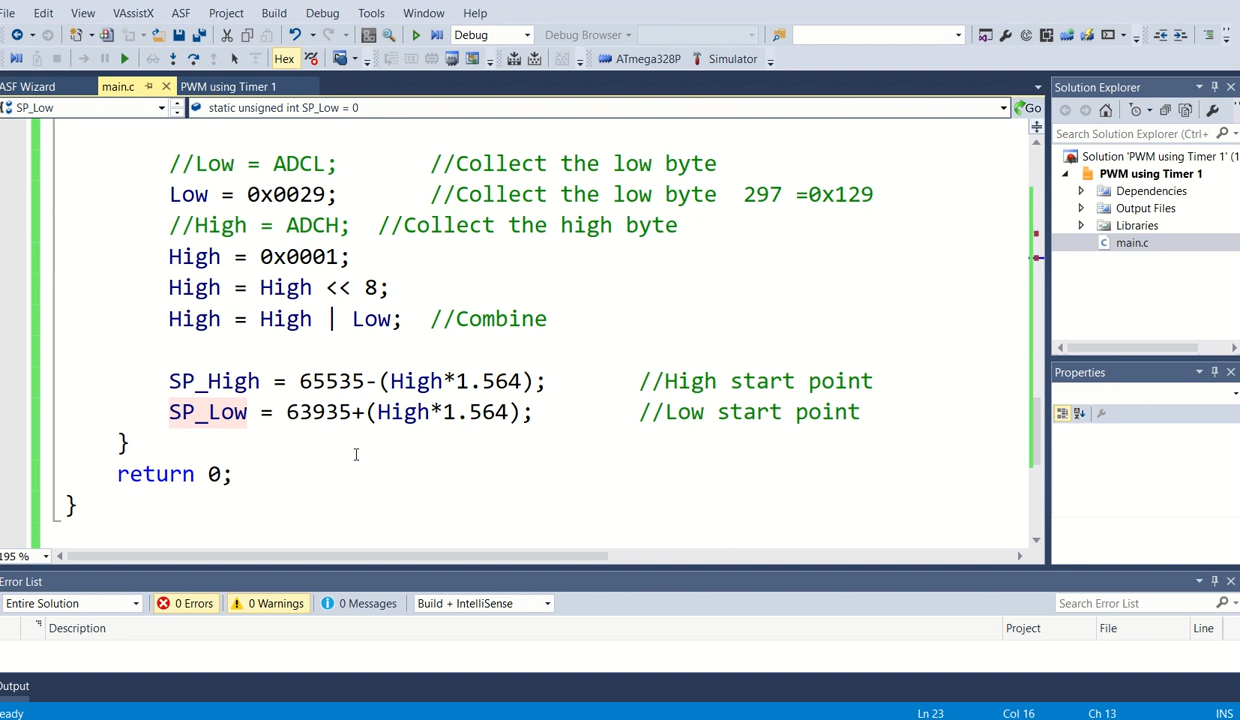 File Edit View VAssistX ASF Project Build Debug Tools Window Help
Debug Debug Browser
Hex ATmega328P Simulator
ASF Wizard main.c PWM using Timer 1 Solution Explorer
SP_Low static unsigned int SP_Low = 0 Go
Search Solution Explorer (Ctrl+
Solution 'PWM using Timer 1' (1
PWM using Timer 1
Dependencies
Output Files
Libraries
main.c
//Low = ADCL; //Collect the low byte
Low = 0x0029; //Collect the low byte 297 =0x129
//High = ADCH; //Collect the high byte
High = 0x0001;
High = High << 8;
High = High | Low; //Combine
SP_High = 65535-(High*1.564); //High start point
SP_Low = 63935+(High*1.564); //Low start point
}
return 0;
}
Properties
195 %
Error List
Entire Solution 0 Errors 0 Warnings 0 Messages Build + IntelliSense Search Error List
Description Project File Line
Output
eady Ln 23 Col 16 Ch 13 INS